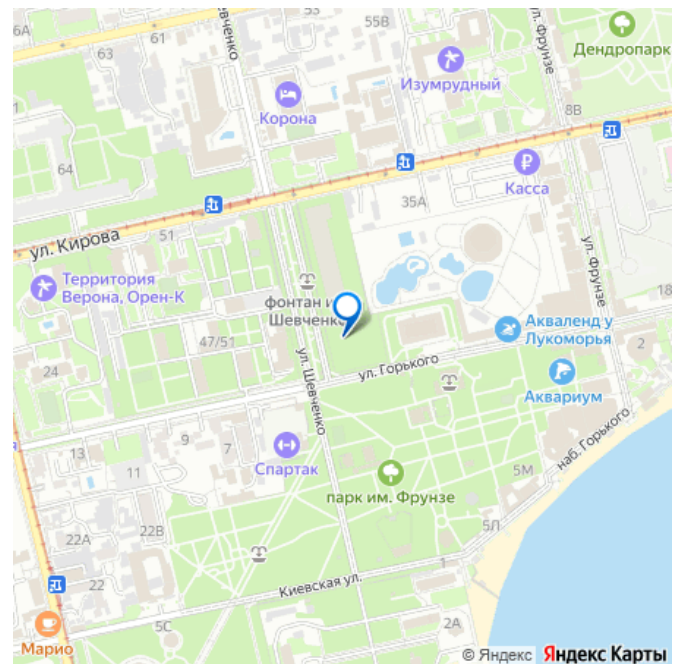 63
61
Шевченко
53
55В
ул. Фрунзе
Дендропарк
Изумрудный
Корона
8В
64
Касса
35А
ул. Кирова
51
Территория
Верона, Орен-К
фонтан и
Шевченко
ул. Фрунзе
18
Акваленд у
Лукоморья
2
47/51
24
ул. Горького
ул. Шевченко
Аквариум
наб. Горького
13
9
7
11
Спартак
5М
парк им. Фрунзе
22В
22А
5Л
22
Киевская ул.
1
5С
2А
Марио
© Яндекс Яндекс Карты